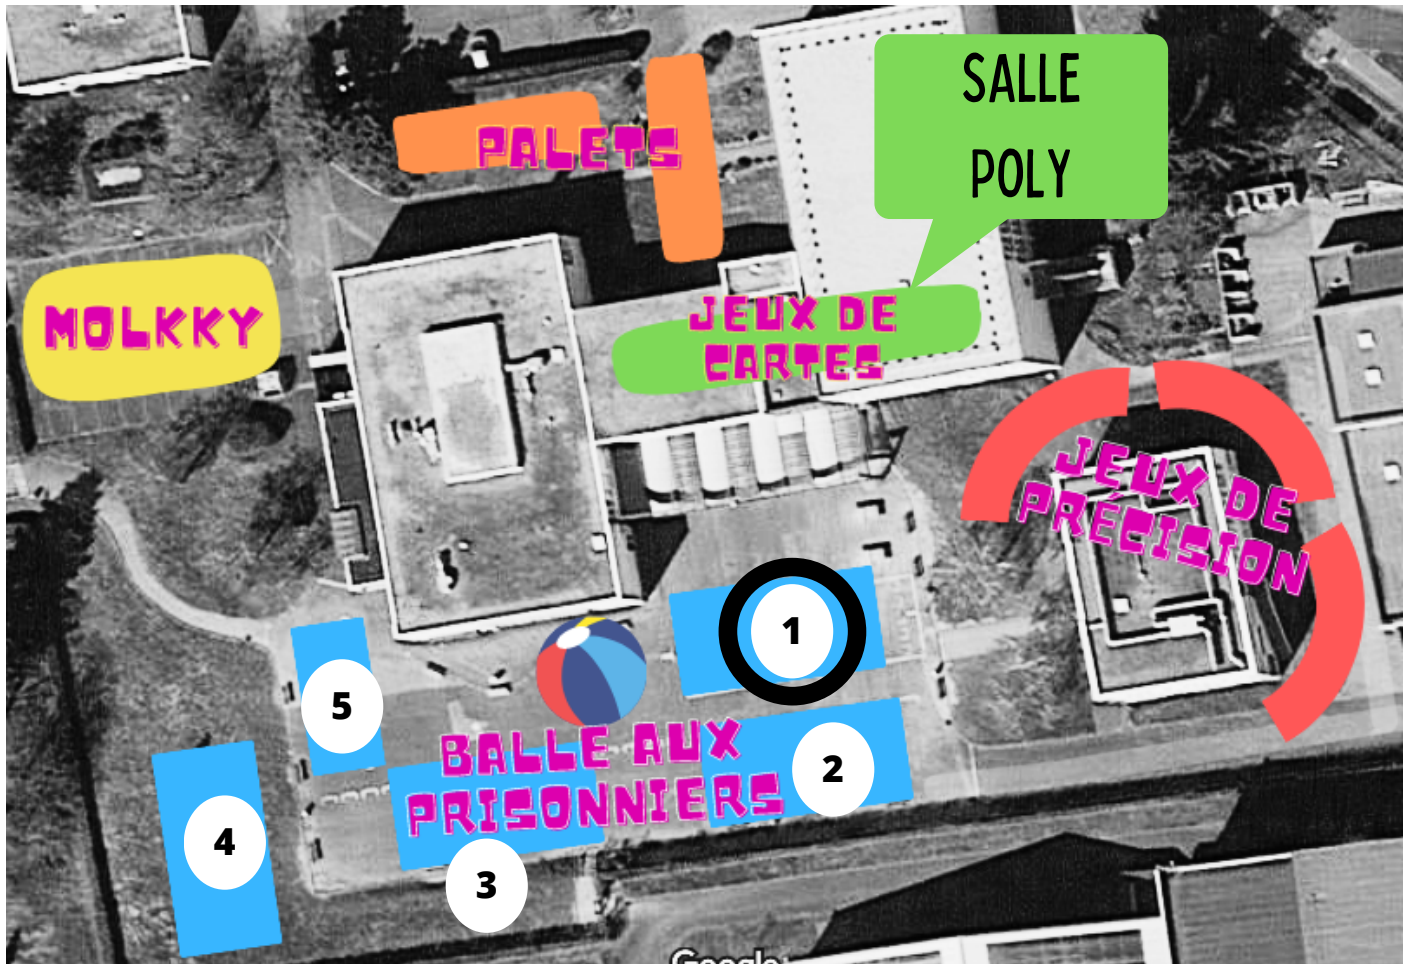 SALLE
POLY
PALETS
MOLKKY
JEUX DE
CARTES
JEUX DE
PRÉCISION
1
5
BALLE AUX
PRISONNIERS
2
4
3
Google